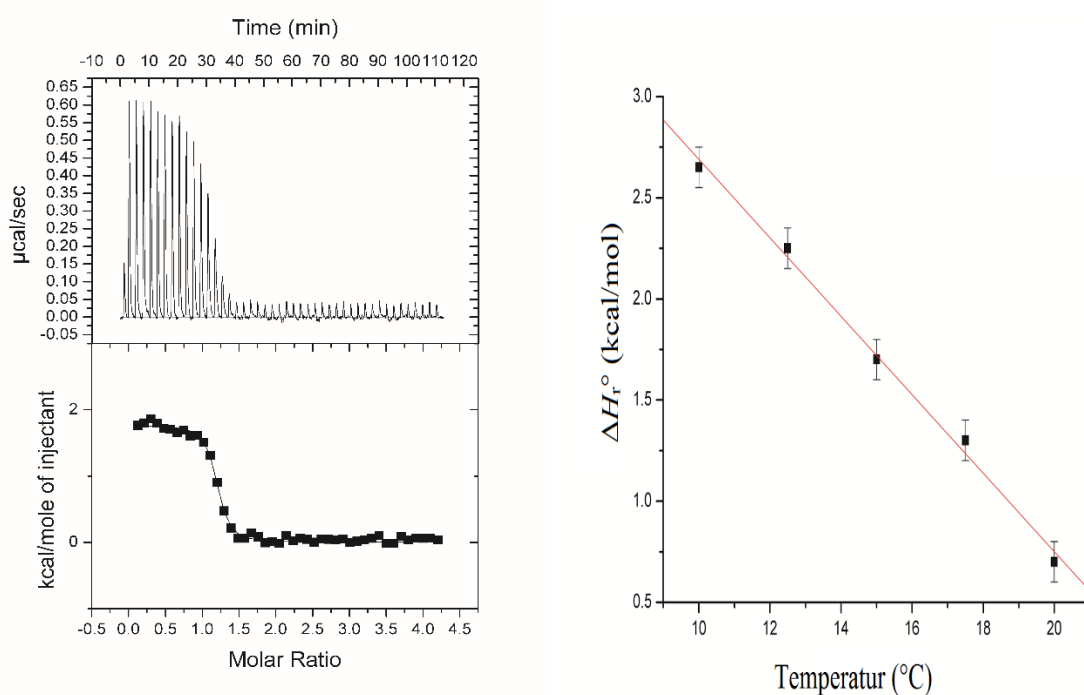 Time (min)
-10 0 10 20 30 40 50 60 70 80 90 100 110 120
0.65
0.60
0.55
0.50
0.45
0.40
0.35
0.30
0.25
0.20
0.15
0.10
0.05
0.00
-0.05
µcal/sec
2
0
kcal/mole of injectant
-0.5 0.0 0.5 1.0 1.5 2.0 2.5 3.0 3.5 4.0 4.5
Molar Ratio
3.0
2.5
2.0
1.5
1.0
0.5
ΔHr° (kcal/mol)
10 12 14 16 18 20
Temperatur (°C)